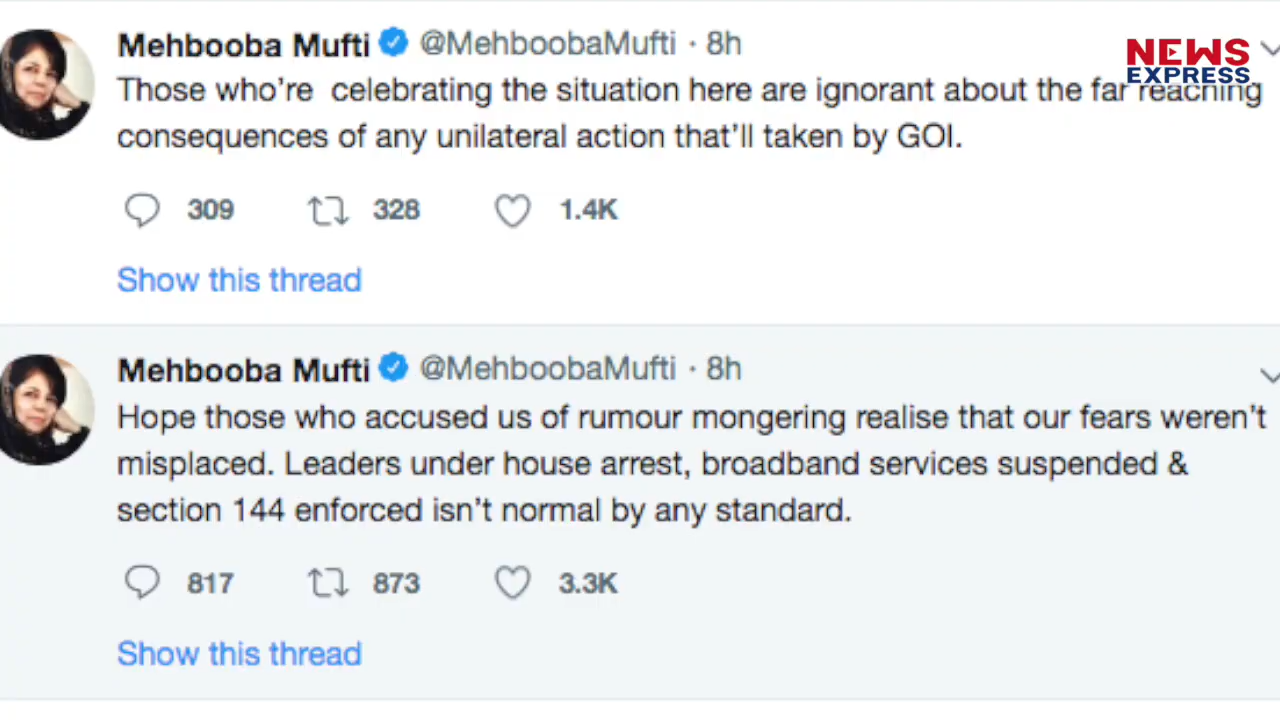 Mehbooba Mufti @MehboobaMufti · 8h
NEWS
EXPRESS
Those who're celebrating the situation here are ignorant about the far reaching
consequences of any unilateral action that'll taken by GOI.
309 328 1.4K
Show this thread
Mehbooba Mufti @MehboobaMufti · 8h
Hope those who accused us of rumour mongering realise that our fears weren't
misplaced. Leaders under house arrest, broadband services suspended &
section 144 enforced isn't normal by any standard.
817 873 3.3K
Show this thread